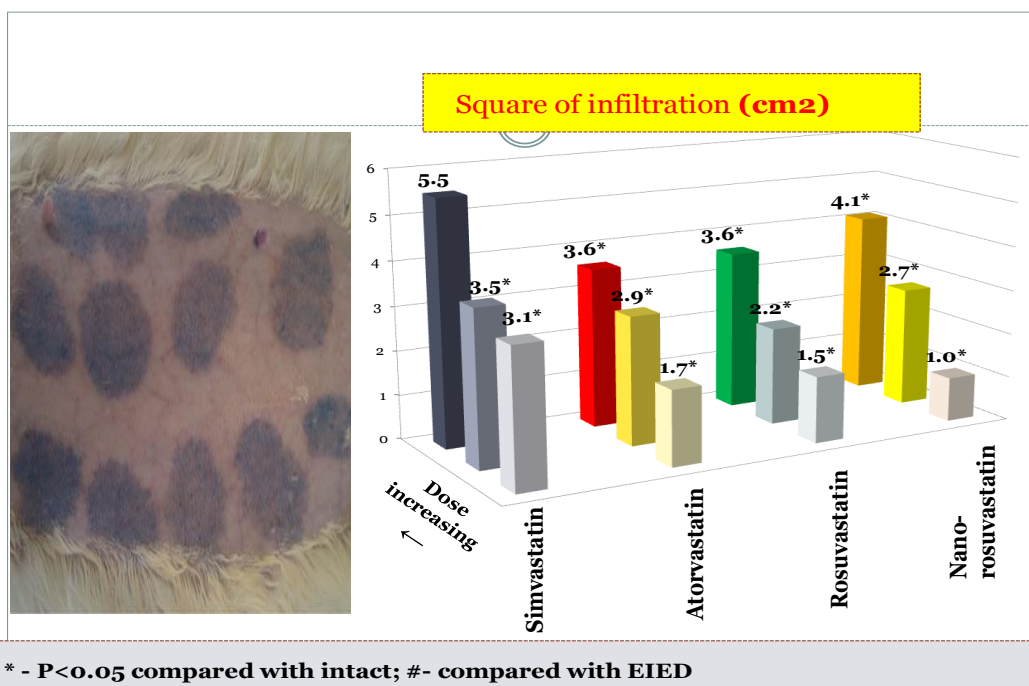 Square of infiltration (cm2)
6
5
4
3
2
1
0
5.5
3.5*
3.1*
3.6*
2.9*
1.7*
3.6*
2.2*
1.5*
4.1*
2.7*
1.0*
Dose
increasing
←
Simvastatin
Atorvastatin
Rosuvastatin
Nano-
rosuvastatin
* - P<0.05 compared with intact; #- compared with EIED